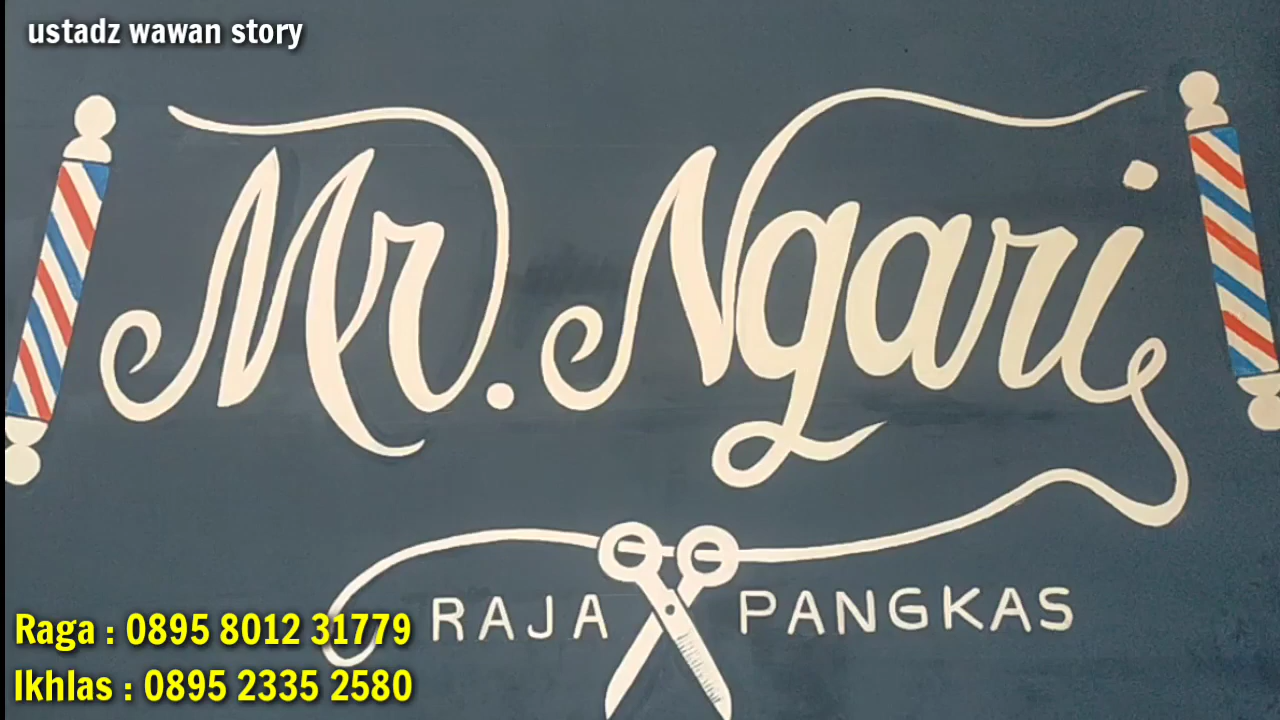 ustadz wawan story
Mr. Ngari
RAJA PANGKAS
Raga : 0895 8012 31779
Ikhlas : 0895 2335 2580